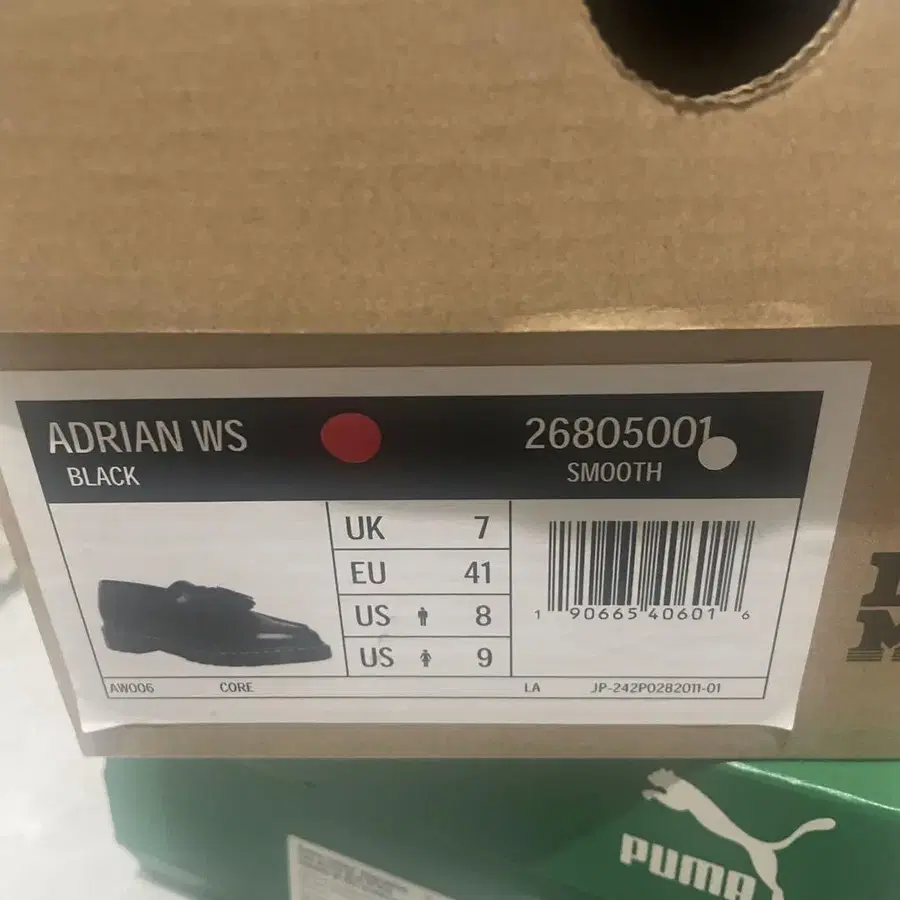 ADRIAN WS
BLACK
26805001
SMOOTH
UK 7
EU 41
US 8
US 9
1 90665 40601 6
AW006 CORE LA JP-242P0282011-01
PUMA